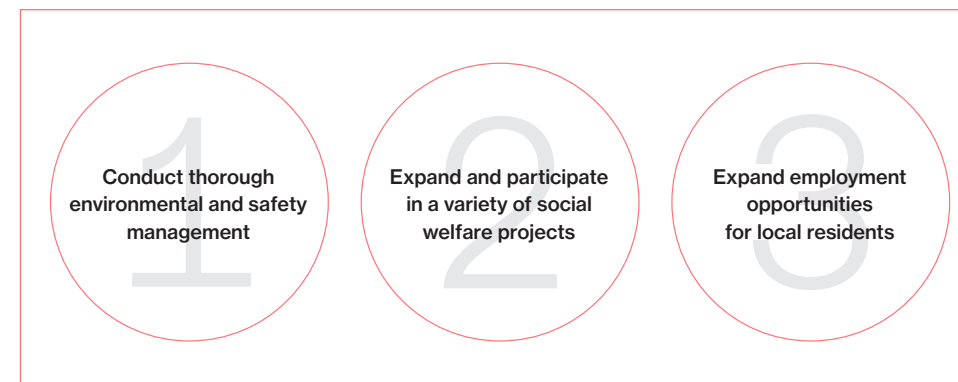 1
Conduct thorough
environmental and safety
management
2
Expand and participate
in a variety of social
welfare projects
3
Expand employment
opportunities
for local residents